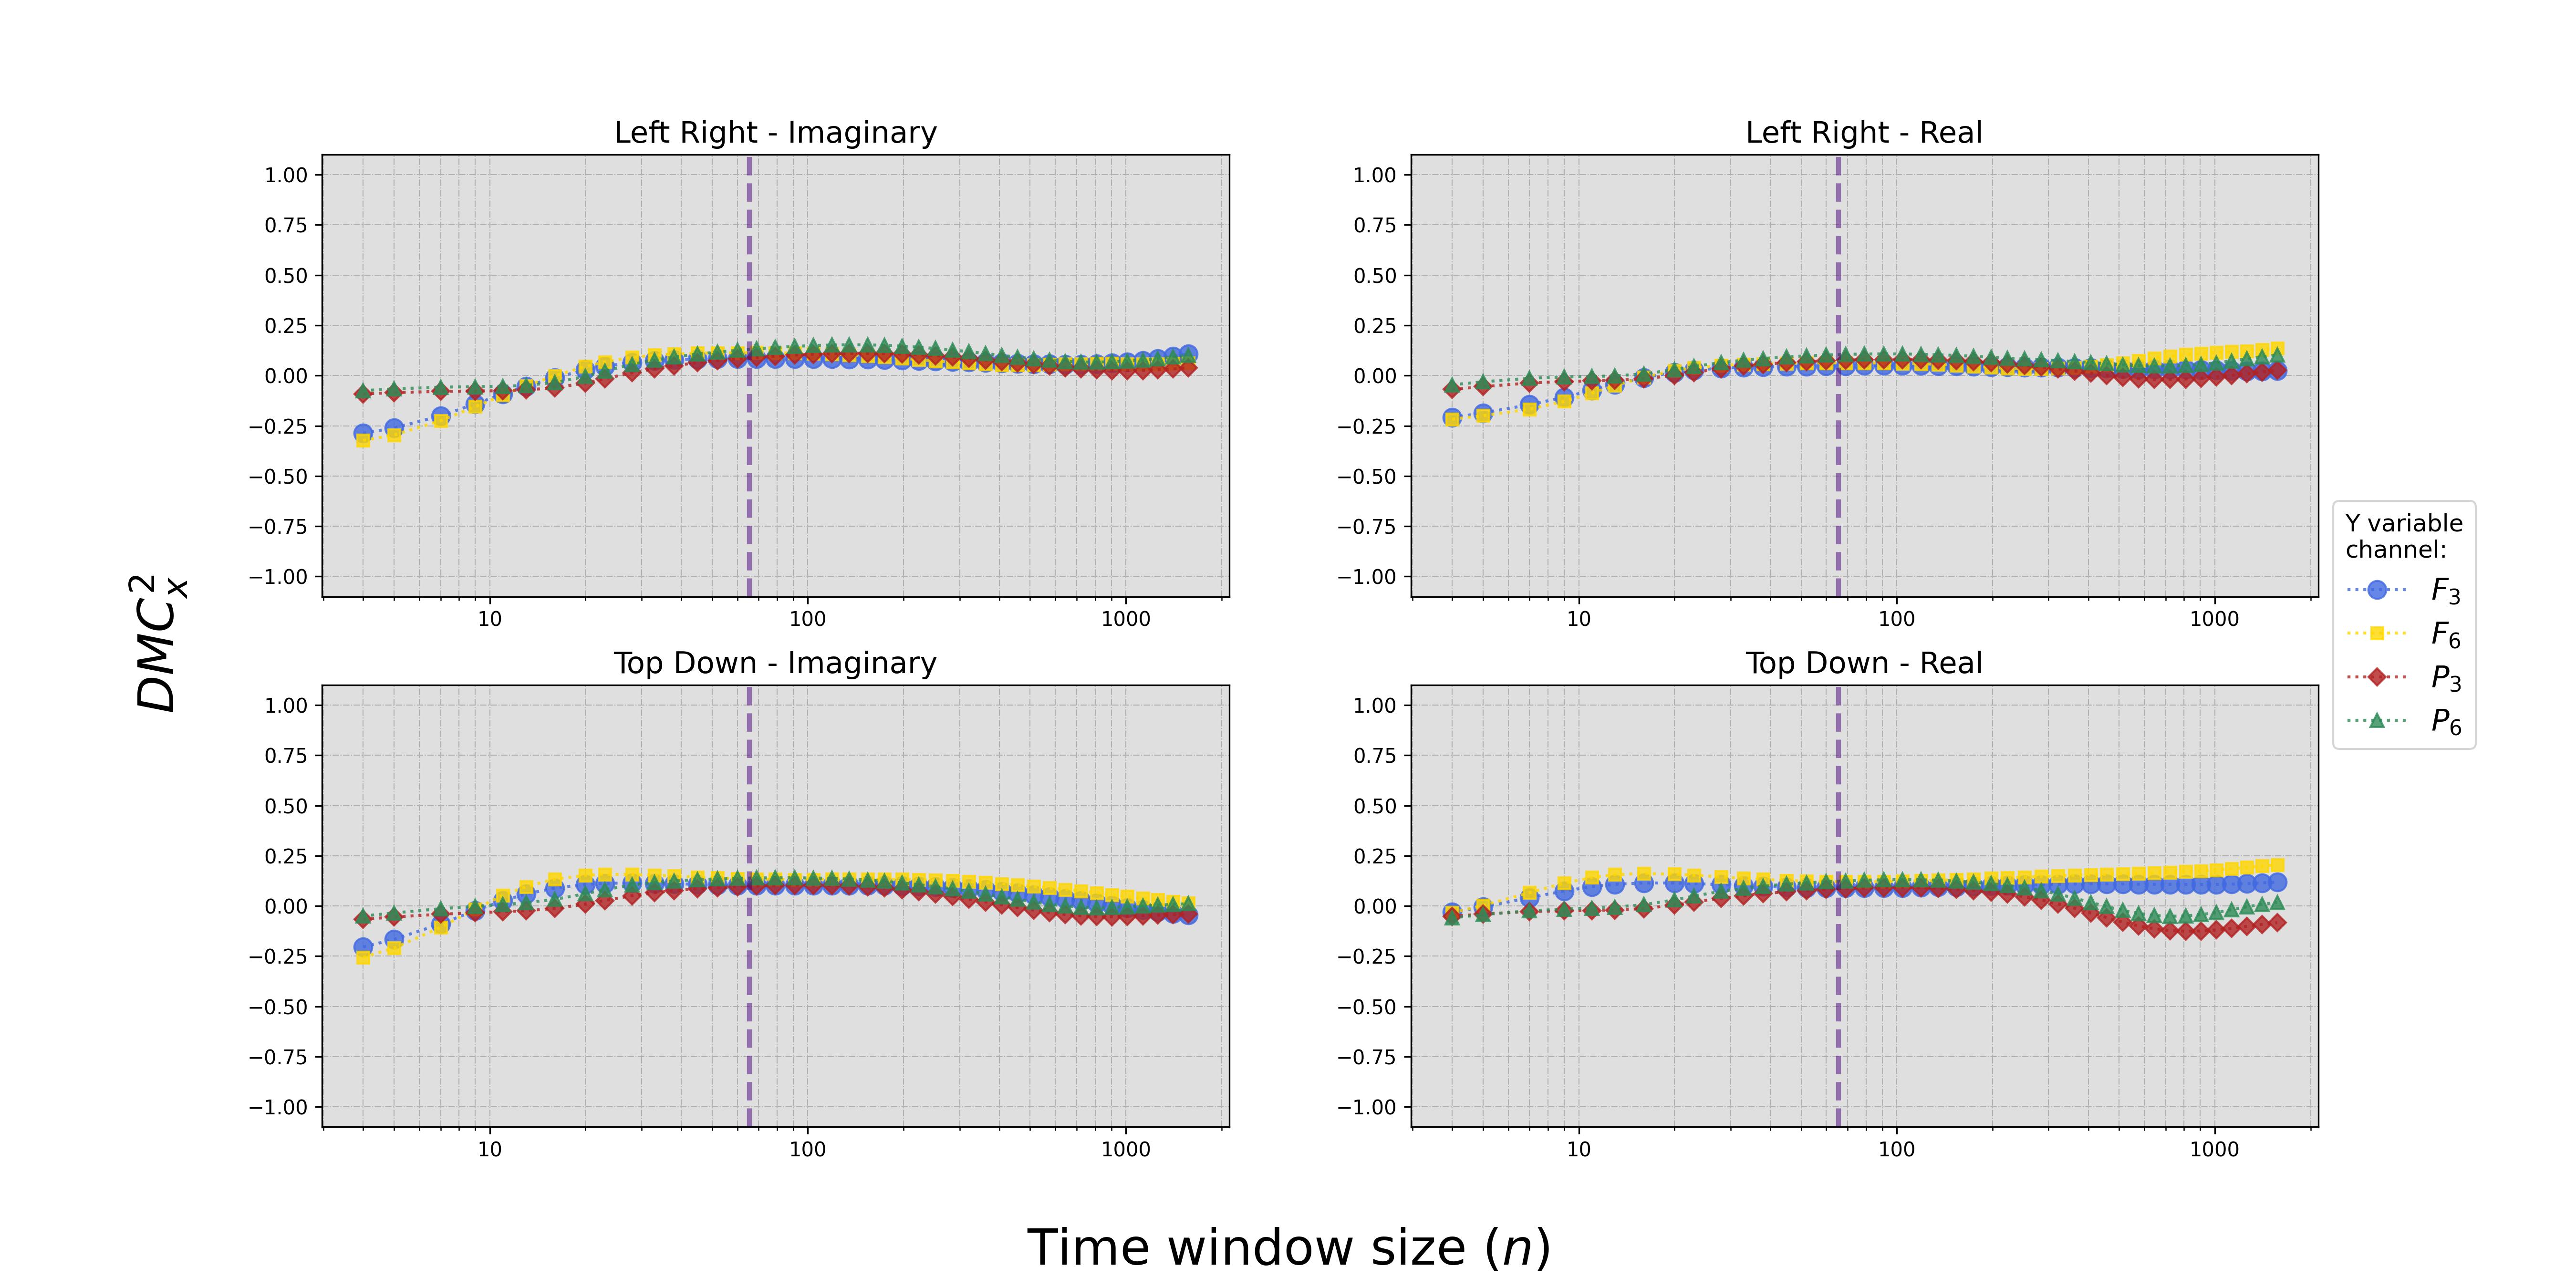 Left Right - Imaginary
1.00
0.75
0.50
0.25
0.00
−0.25
−0.50
−0.75
−1.00
10 100 1000
Left Right - Real
1.00
0.75
0.50
0.25
0.00
−0.25
−0.50
−0.75
−1.00
10 100 1000
Top Down - Imaginary
1.00
0.75
0.50
0.25
0.00
−0.25
−0.50
−0.75
−1.00
10 100 1000
Top Down - Real
1.00
0.75
0.50
0.25
0.00
−0.25
−0.50
−0.75
−1.00
10 100 1000
Y variable
channel:
F₃
F₆
P₃
P₆
DMC²ₓ
Time window size (n)